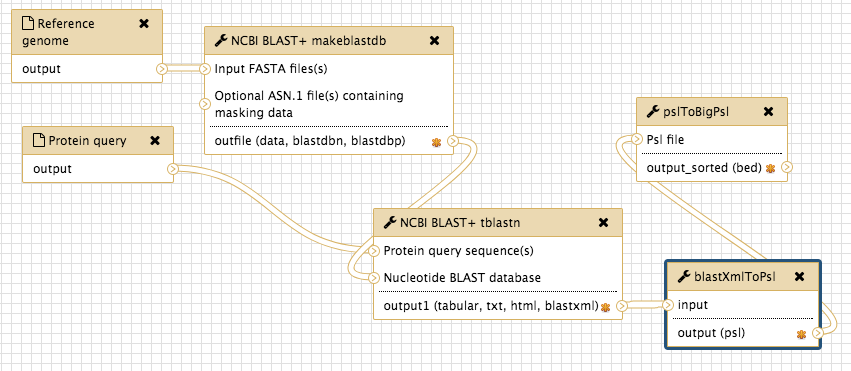 Reference
genome
output
NCBI BLAST+ makeblastdb
Input FASTA files(s)
Optional ASN.1 file(s) containing
masking data
outfile (data, blastdbn, blastdbp)
Protein query
output
NCBI BLAST+ tblastn
Protein query sequence(s)
Nucleotide BLAST database
output1 (tabular, txt, html, blastxml)
pslToBigPsl
Psl file
output_sorted (bed)
blastXmlToPsl
input
output (psl)